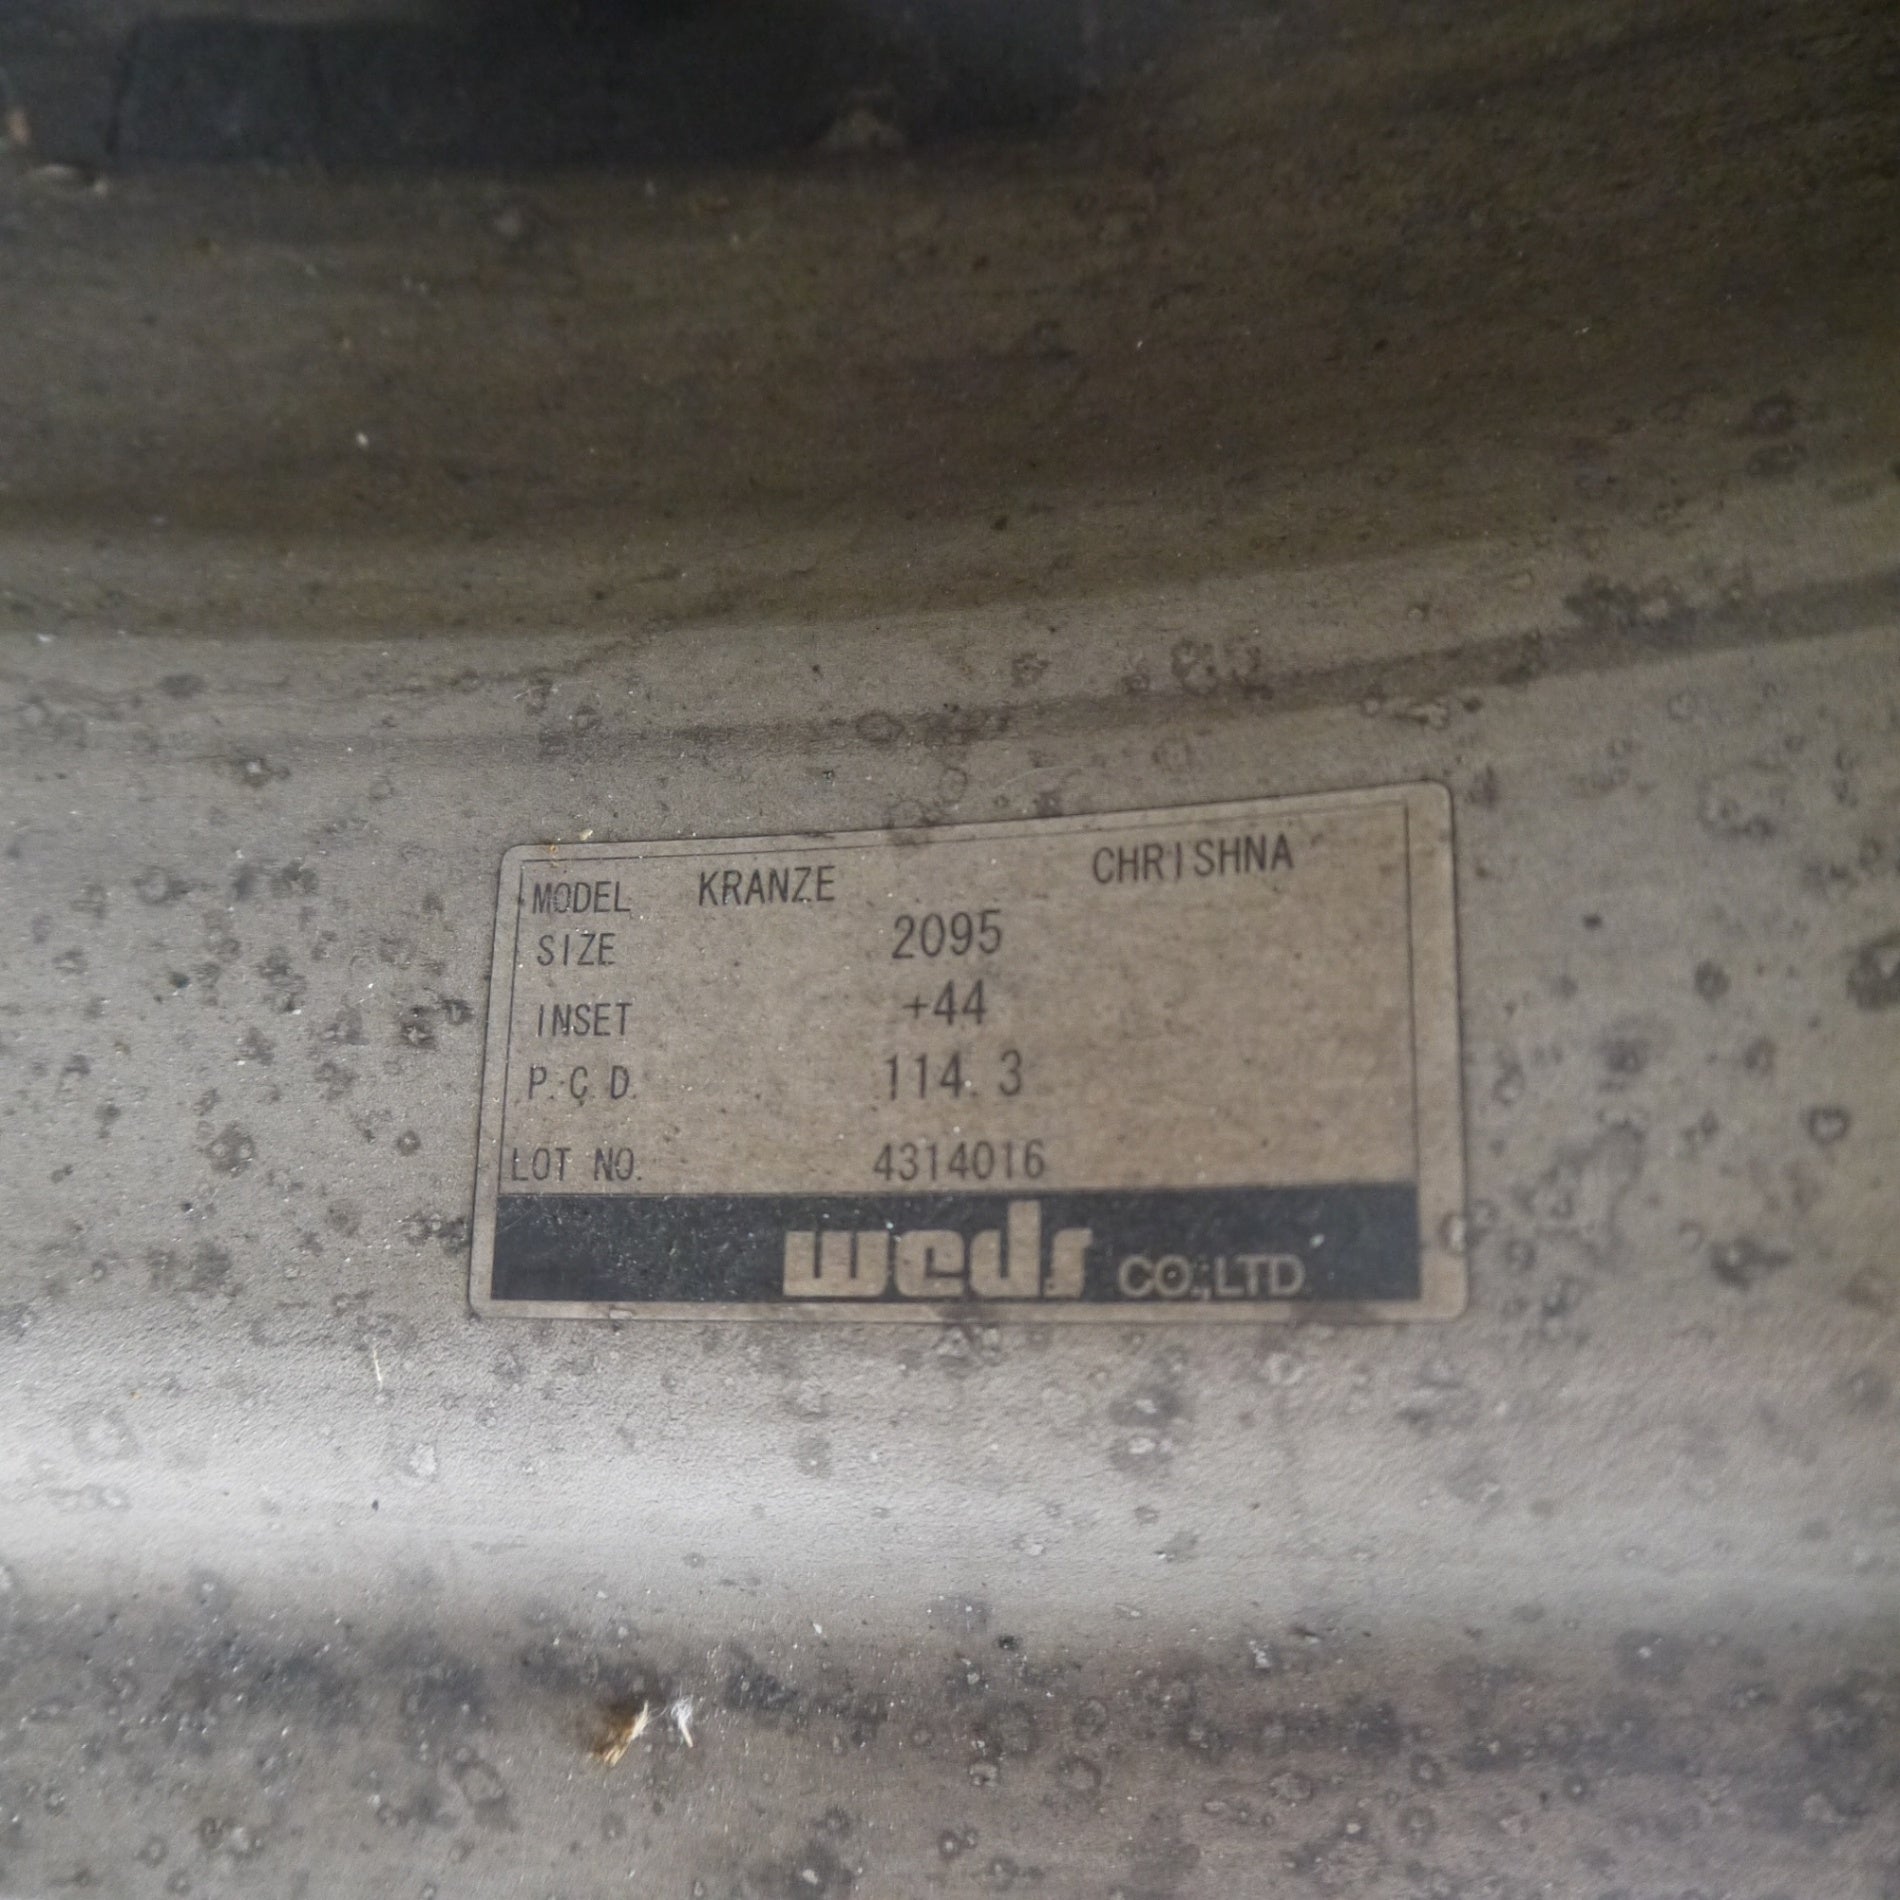 MODEL KRANZE CHRISHNA
SIZE 2095
INSET +44
P.C.D. 114.3
LOT NO. 4314016
weds CO.,LTD.